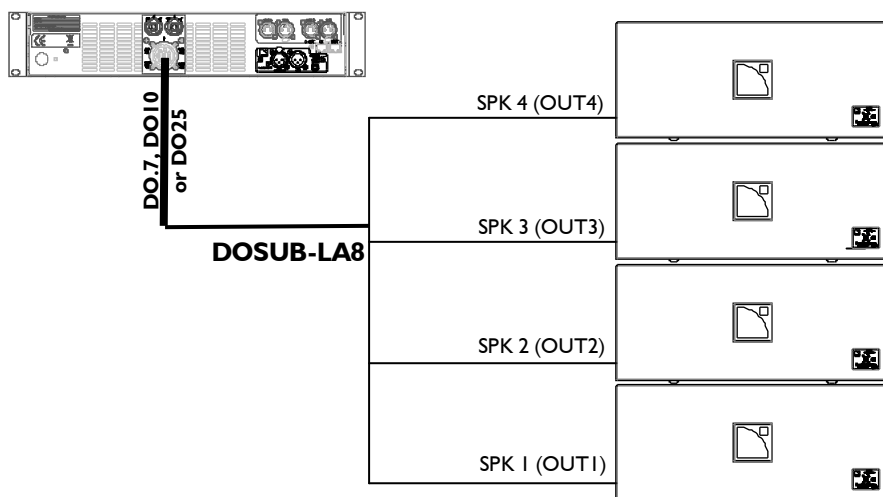 SPK 4 (OUT4)
DO.7, DO10
or DO25
SPK 3 (OUT3)
DOSUB-LA8
SPK 2 (OUT2)
SPK 1 (OUT1)